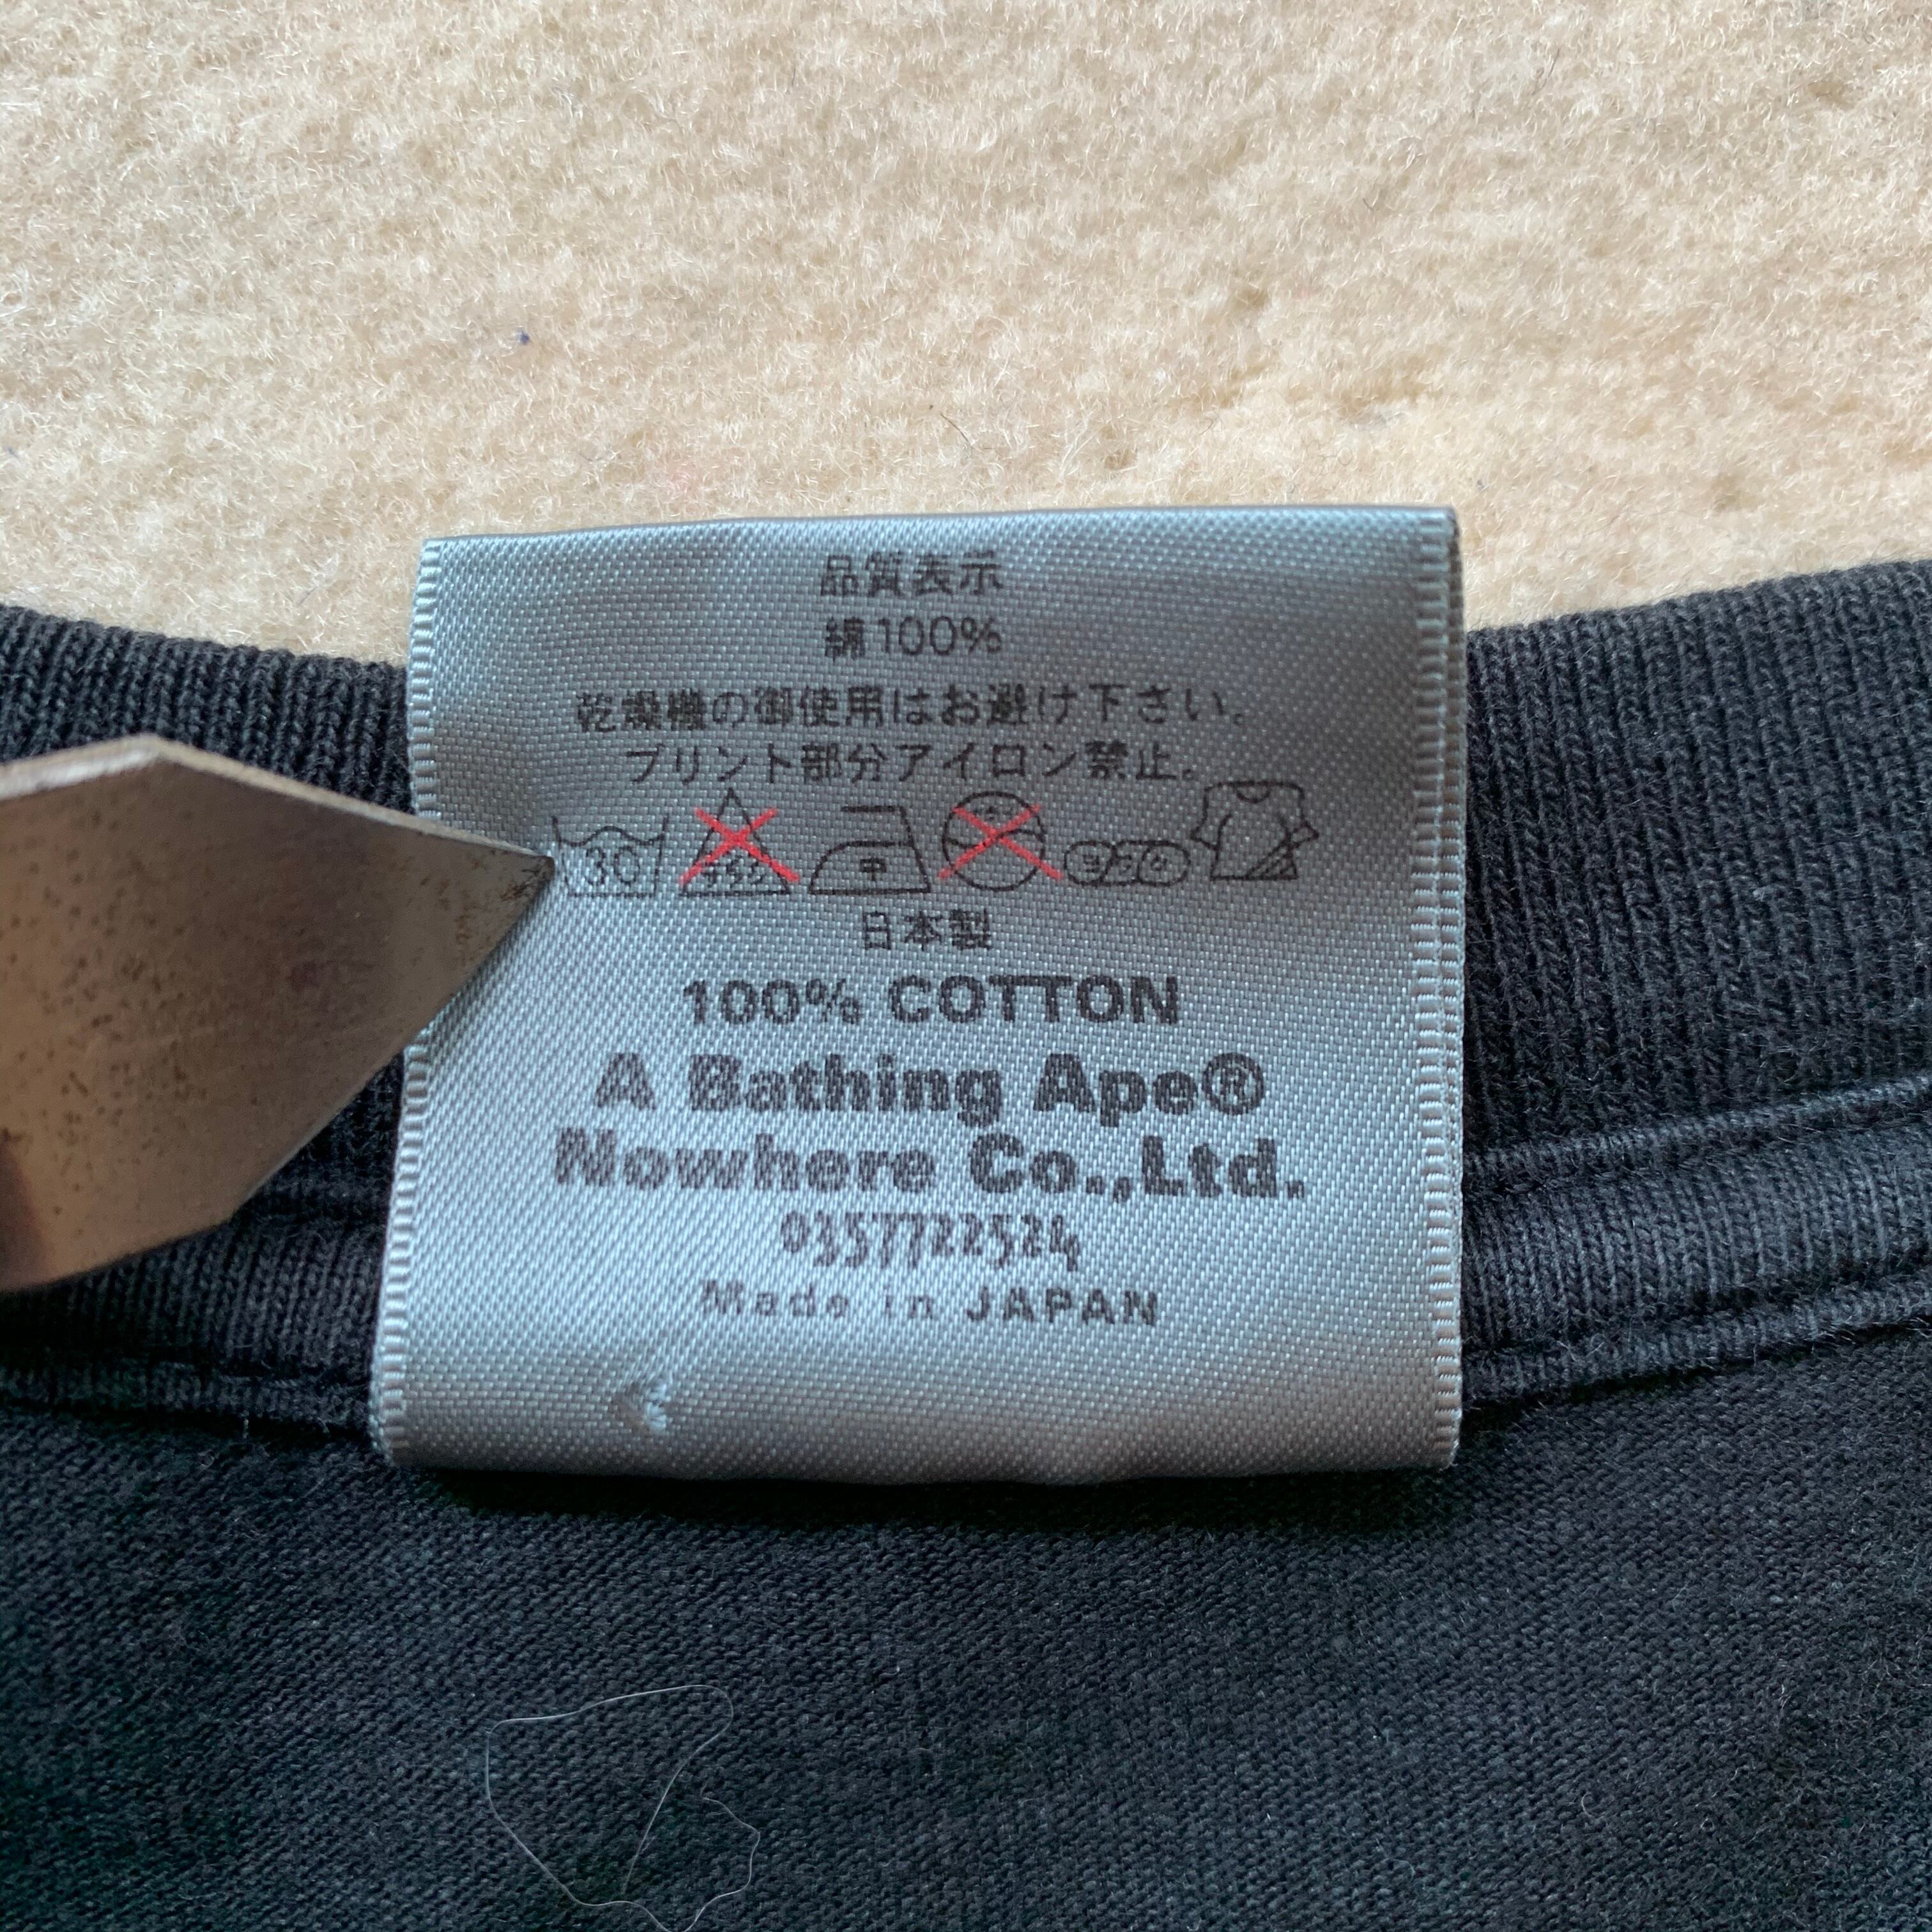 品質表示
綿100%
乾燥機の御使用はお避け下さい。
プリント部分アイロン禁止。
30 中
日本製
100% COTTON
A Bathing Ape®
Nowhere Co.,Ltd.
0357722524
Made in JAPAN